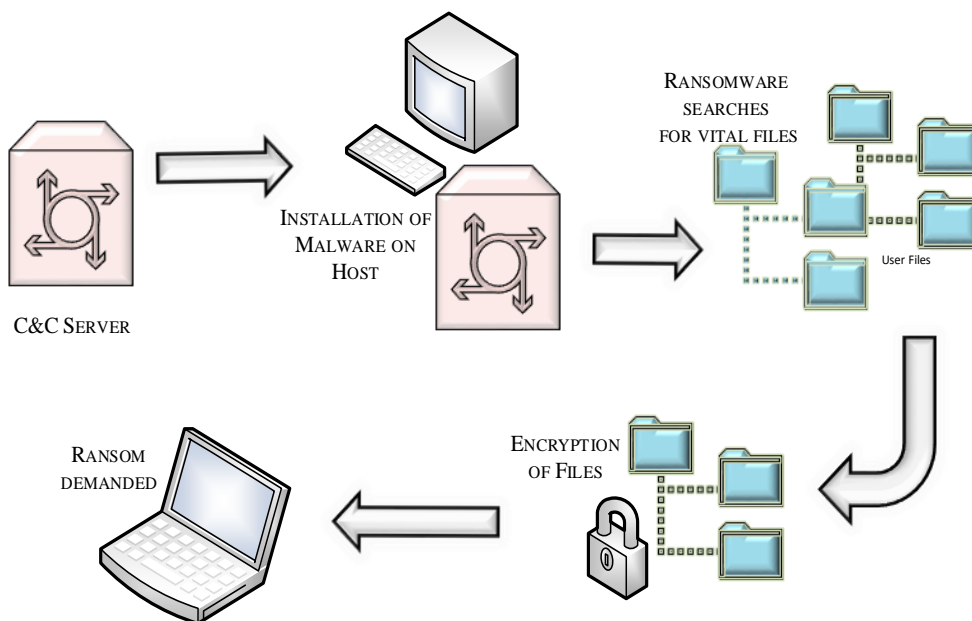 C&C SERVER
INSTALLATION OF
MALWARE ON
HOST
RANSOMWARE
SEARCHES
FOR VITAL FILES
User Files
ENCRYPTION
OF FILES
RANSOM
DEMANDED